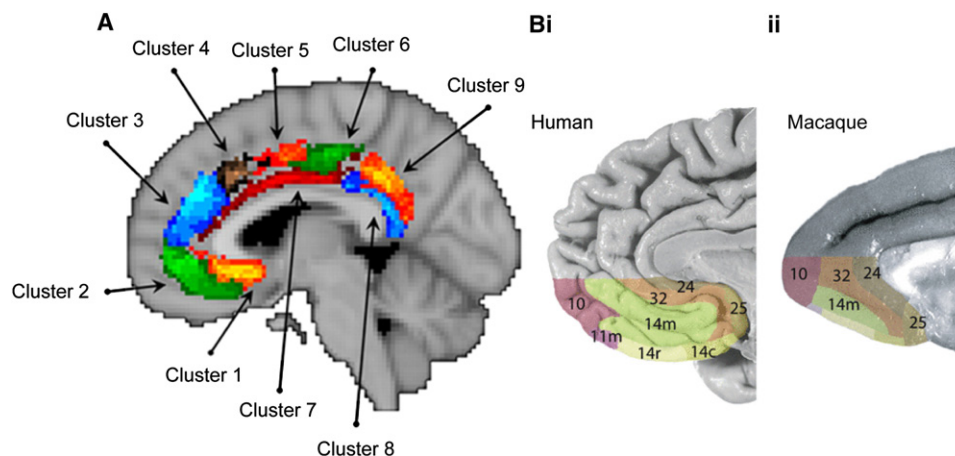 A
Bi
ii
Cluster 4
Cluster 5
Cluster 6
Cluster 3
Cluster 9
Human
Macaque
Cluster 2
Cluster 1
Cluster 7
Cluster 8
10
24
32
14m
25
11m
14r
14c
10
32
24
14m
25